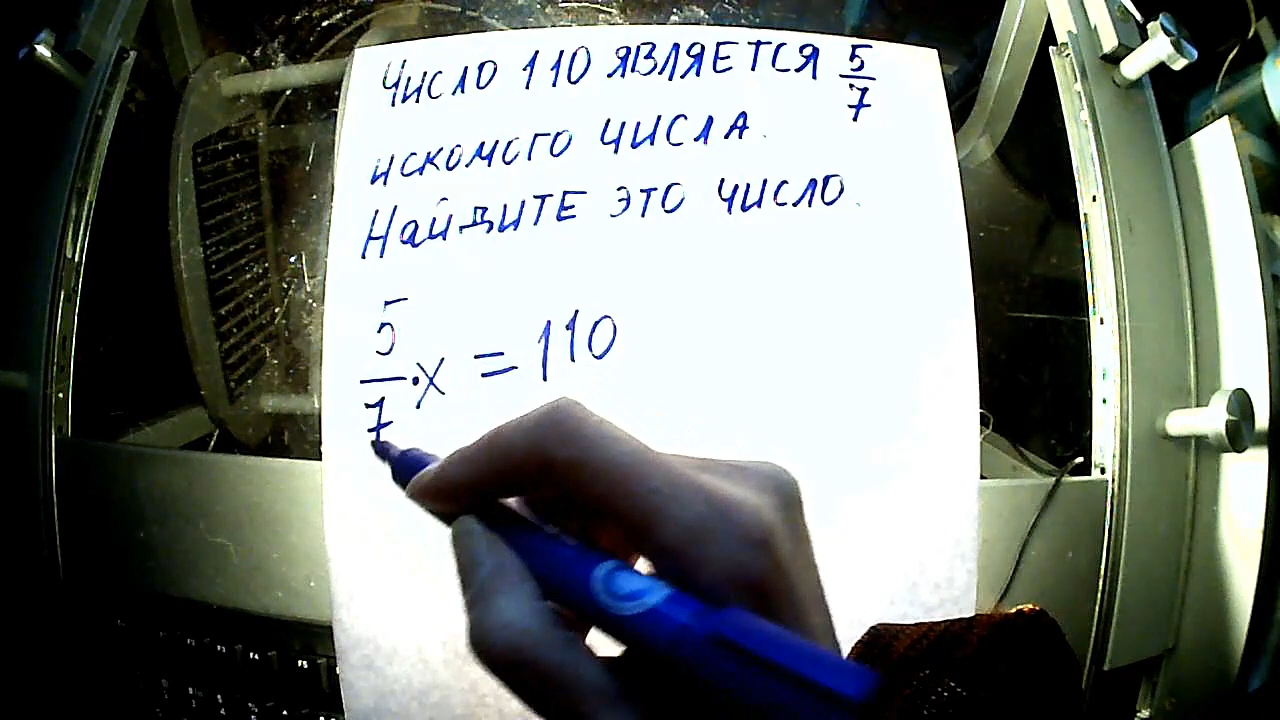 Число 110 является 5/7
искомого числа.
Найдите это число.
5/7 · x = 110